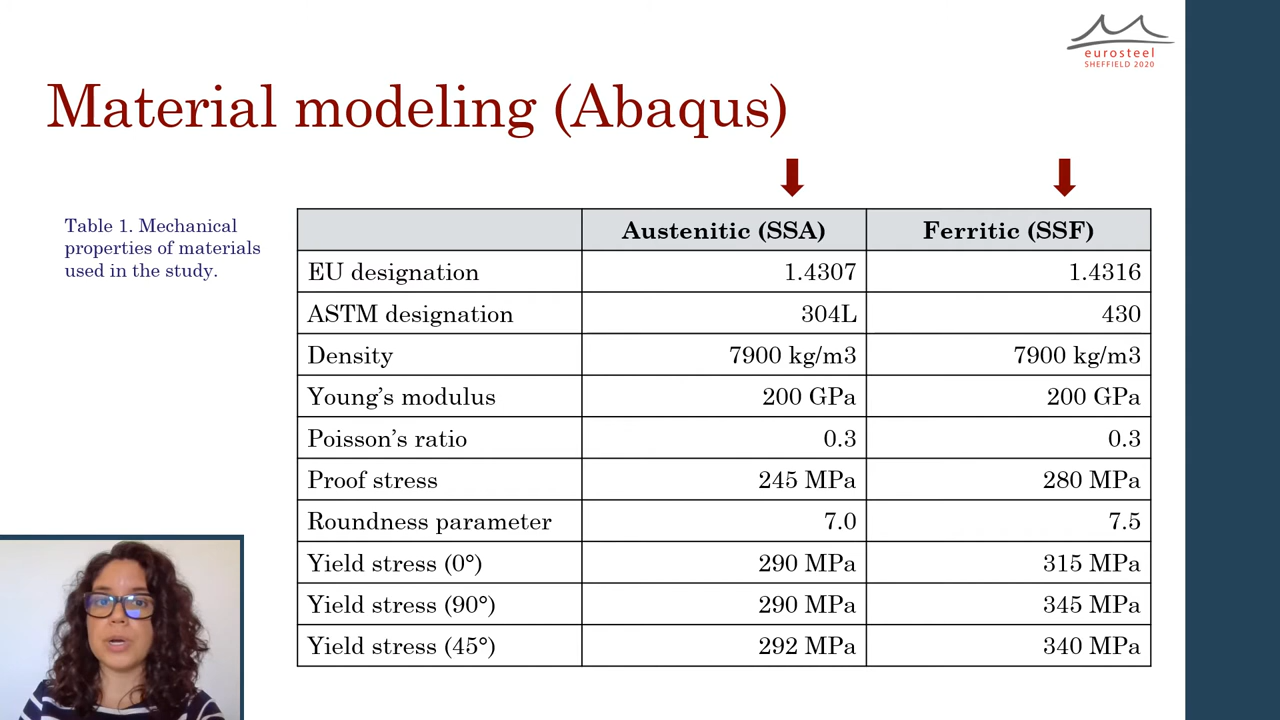 eurosteel
SHEFFIELD 2020
Material modeling (Abaqus)
Table 1. Mechanical
properties of materials
used in the study.
Austenitic (SSA) Ferritic (SSF)
EU designation 1.4307 1.4316
ASTM designation 304L 430
Density 7900 kg/m3 7900 kg/m3
Young's modulus 200 GPa 200 GPa
Poisson's ratio 0.3 0.3
Proof stress 245 MPa 280 MPa
Roundness parameter 7.0 7.5
Yield stress (0°) 290 MPa 315 MPa
Yield stress (90°) 290 MPa 345 MPa
Yield stress (45°) 292 MPa 340 MPa